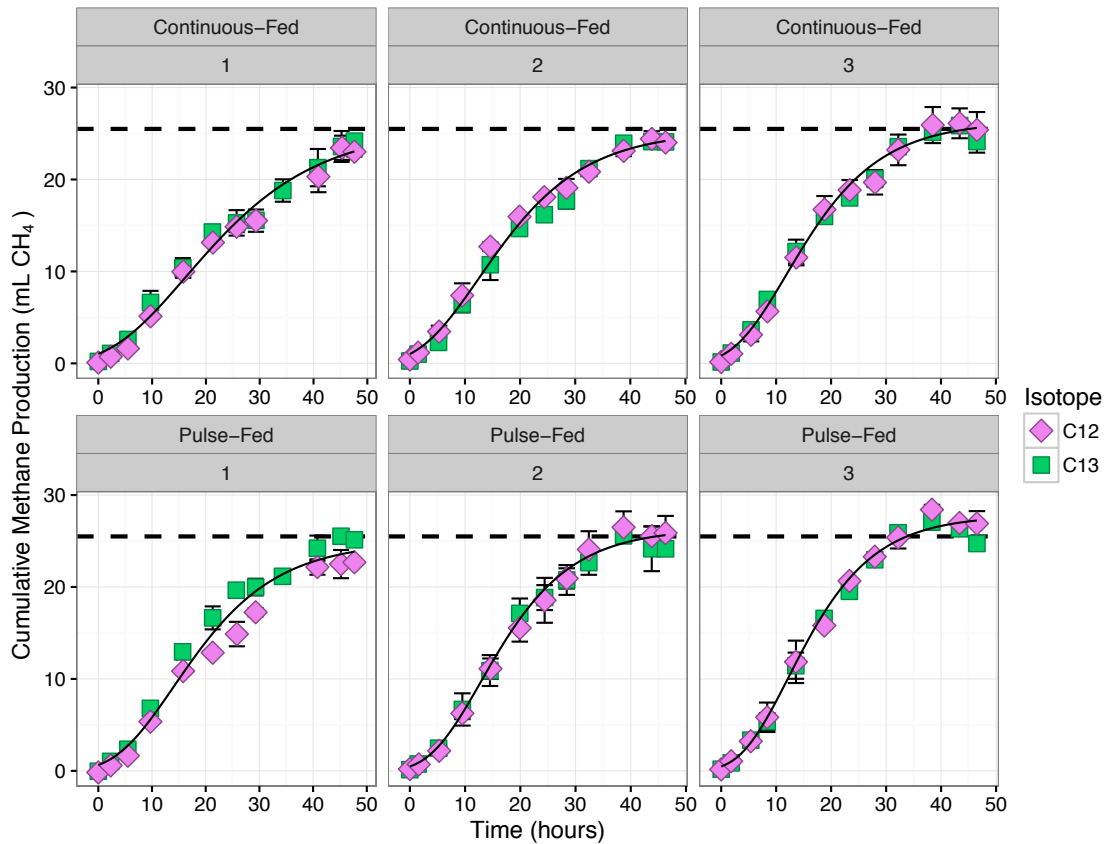 Continuous−Fed Continuous−Fed Continuous−Fed
1 2 3
30
20
10
0
0 10 20 30 40 50 0 10 20 30 40 50 0 10 20 30 40 50
Pulse−Fed Pulse−Fed Pulse−Fed
1 2 3
30
20
10
0
0 10 20 30 40 50 0 10 20 30 40 50 0 10 20 30 40 50
Time (hours)
Cumulative Methane Production (mL CH4)
Isotope
C12
C13